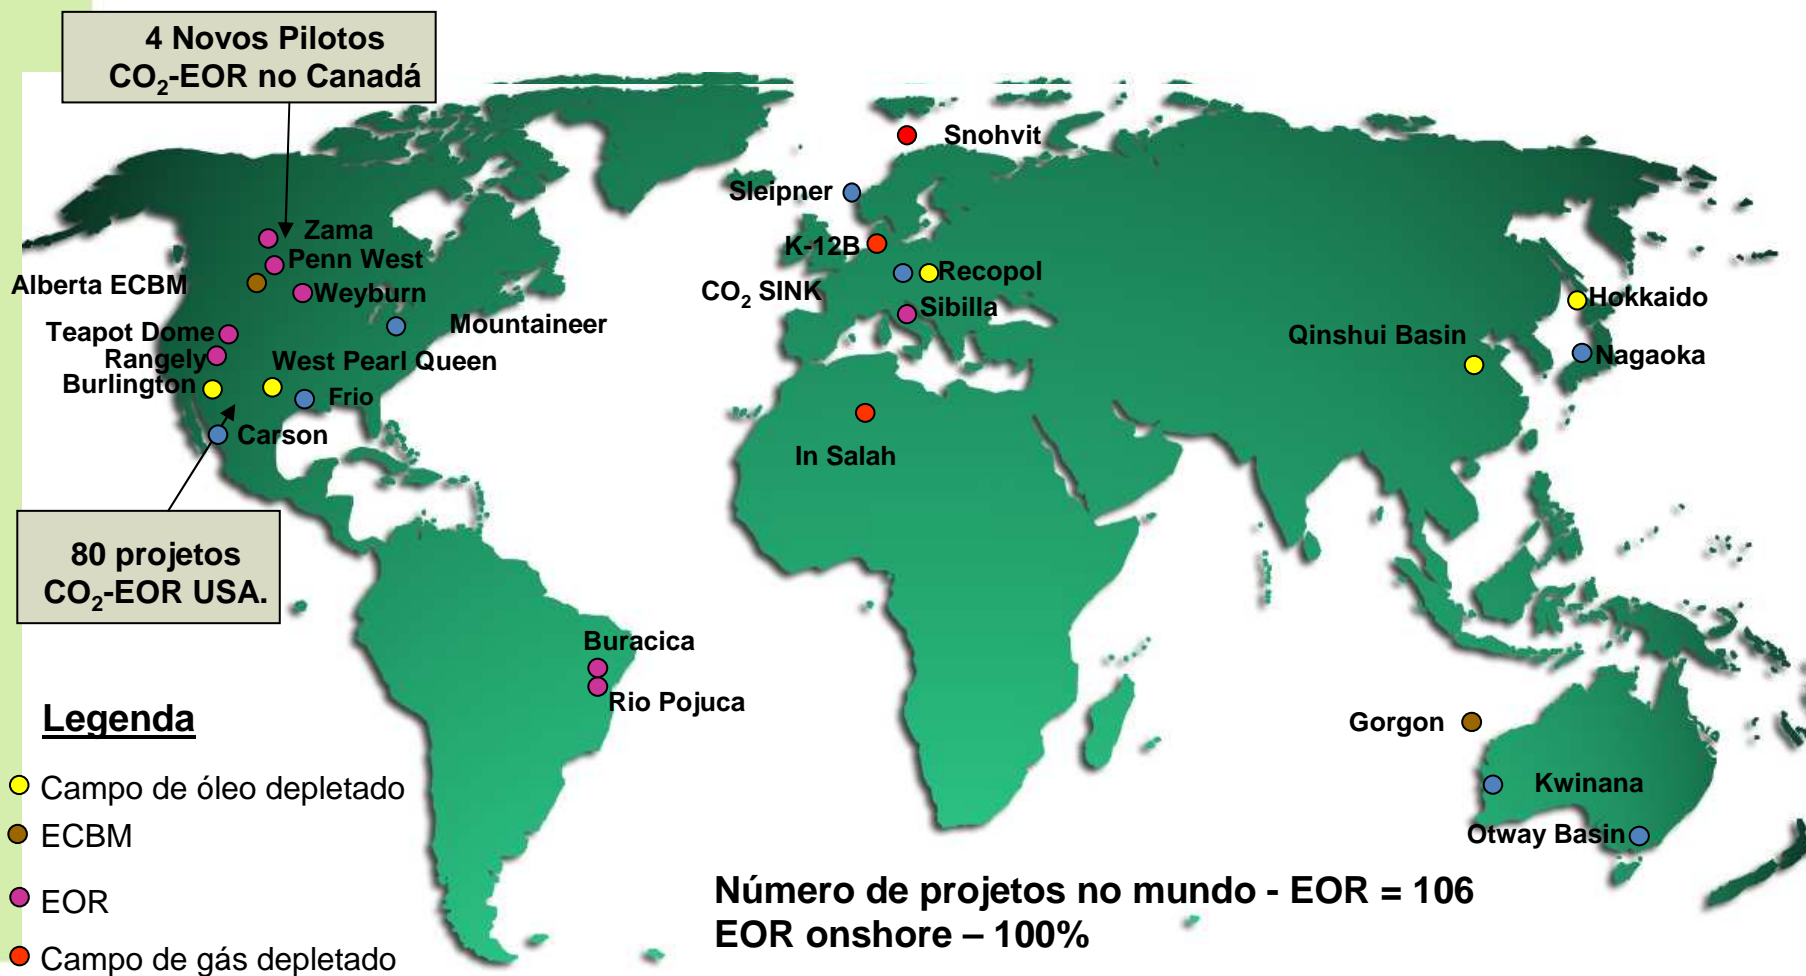 4 Novos Pilotos
CO₂-EOR no Canadá
Snohvit
Sleipner
Zama
K-12B
Penn West
Alberta ECBM
Weyburn
CO₂ SINK
Recopol
Sibilla
Hokkaido
Mountaineer
Teapot Dome
Qinshui Basin
Rangely
West Pearl Queen
Nagaoka
Burlington
Frio
Carson
In Salah
80 projetos
CO₂-EOR USA.
Buracica
Rio Pojuca
Legenda
Gorgon
Campo de óleo depletado
Kwinana
ECBM
Otway Basin
EOR
Campo de gás depletado
Número de projetos no mundo - EOR = 106
EOR onshore – 100%